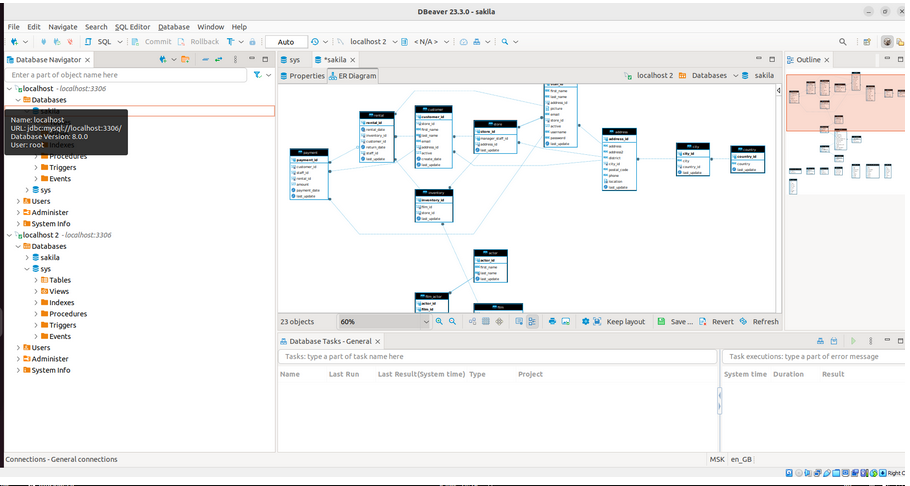 DBeaver 23.3.0 - sakila
File Edit Navigate Search SQL Editor Database Window Help
SQL Commit Rollback Auto localhost 2 < N/A >
Database Navigator
Projects
Enter a part of object name here
localhost - localhost:3306
Databases
Name: localhost
URL: jdbc:mysql://localhost:3306/
Database Version: 8.0.0
User: root
Indexes
Procedures
Triggers
Events
sys
Users
Administer
System Info
localhost 2 - localhost:3306
Databases
sakila
sys
Tables
Views
Indexes
Procedures
Triggers
Events
Users
Administer
System Info
sys *sakila
Properties ER Diagram localhost 2 Databases sakila
customer
customer_id
store_id
first_name
last_name
email
address_id
active
create_date
last_update
rental
rental_id
rental_date
inventory_id
customer_id
return_date
staff_id
last_update
payment
payment_id
customer_id
staff_id
rental_id
amount
payment_date
last_update
store
store_id
manager_staff_id
address_id
last_update
first_name
last_name
address_id
picture
email
store_id
active
username
password
last_update
address
address_id
address
address2
district
city_id
postal_code
phone
location
last_update
city
city_id
city
country_id
last_update
country
country_id
country
last_update
inventory
inventory_id
film_id
store_id
last_update
actor
actor_id
first_name
last_name
last_update
film_actor
actor_id
film_id
film
23 objects 60% Keep layout Save ... Revert Refresh
Outline
Database Tasks - General
Tasks: type a part of task name here
Name Last Run Last Result(System time) Type Project
Task executions: type a part of error message
System time Duration Result
Connections - General connections
MSK en_GB
Right C